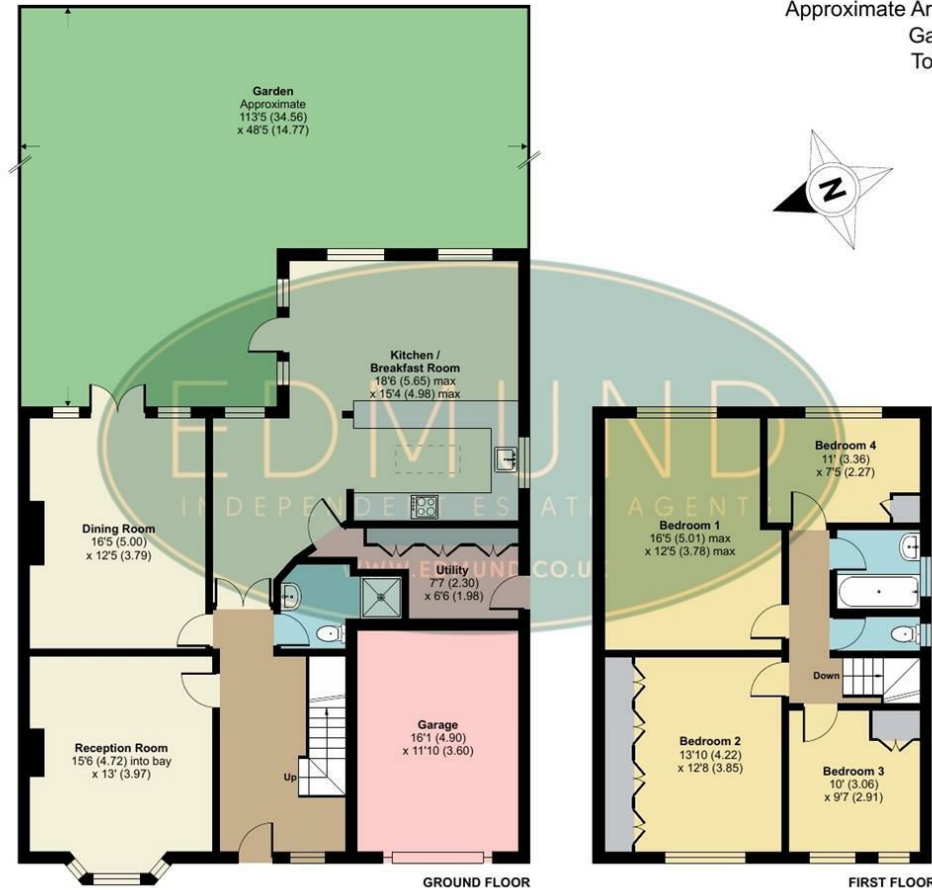 Approximate Ar
Ga
To
Garden
Approximate
113'5 (34.56)
x 48'5 (14.77)
N
Kitchen /
Breakfast Room
18'6 (5.65) max
x 15'4 (4.98) max
EDMUND
INDEPENDENT ESTATE AGENTS
WWW.EDMUND.CO.U
Dining Room
16'5 (5.00)
x 12'5 (3.79)
Utility
7'7 (2.30)
x 6'6 (1.98)
Reception Room
15'6 (4.72) into bay
x 13' (3.97)
Up
Garage
16'1 (4.90)
x 11'10 (3.60)
GROUND FLOOR
Bedroom 4
11' (3.36)
x 7'5 (2.27)
Bedroom 1
16'5 (5.01) max
x 12'5 (3.78) max
Down
Bedroom 2
13'10 (4.22)
x 12'8 (3.85)
Bedroom 3
10' (3.06)
x 9'7 (2.91)
FIRST FLOOR